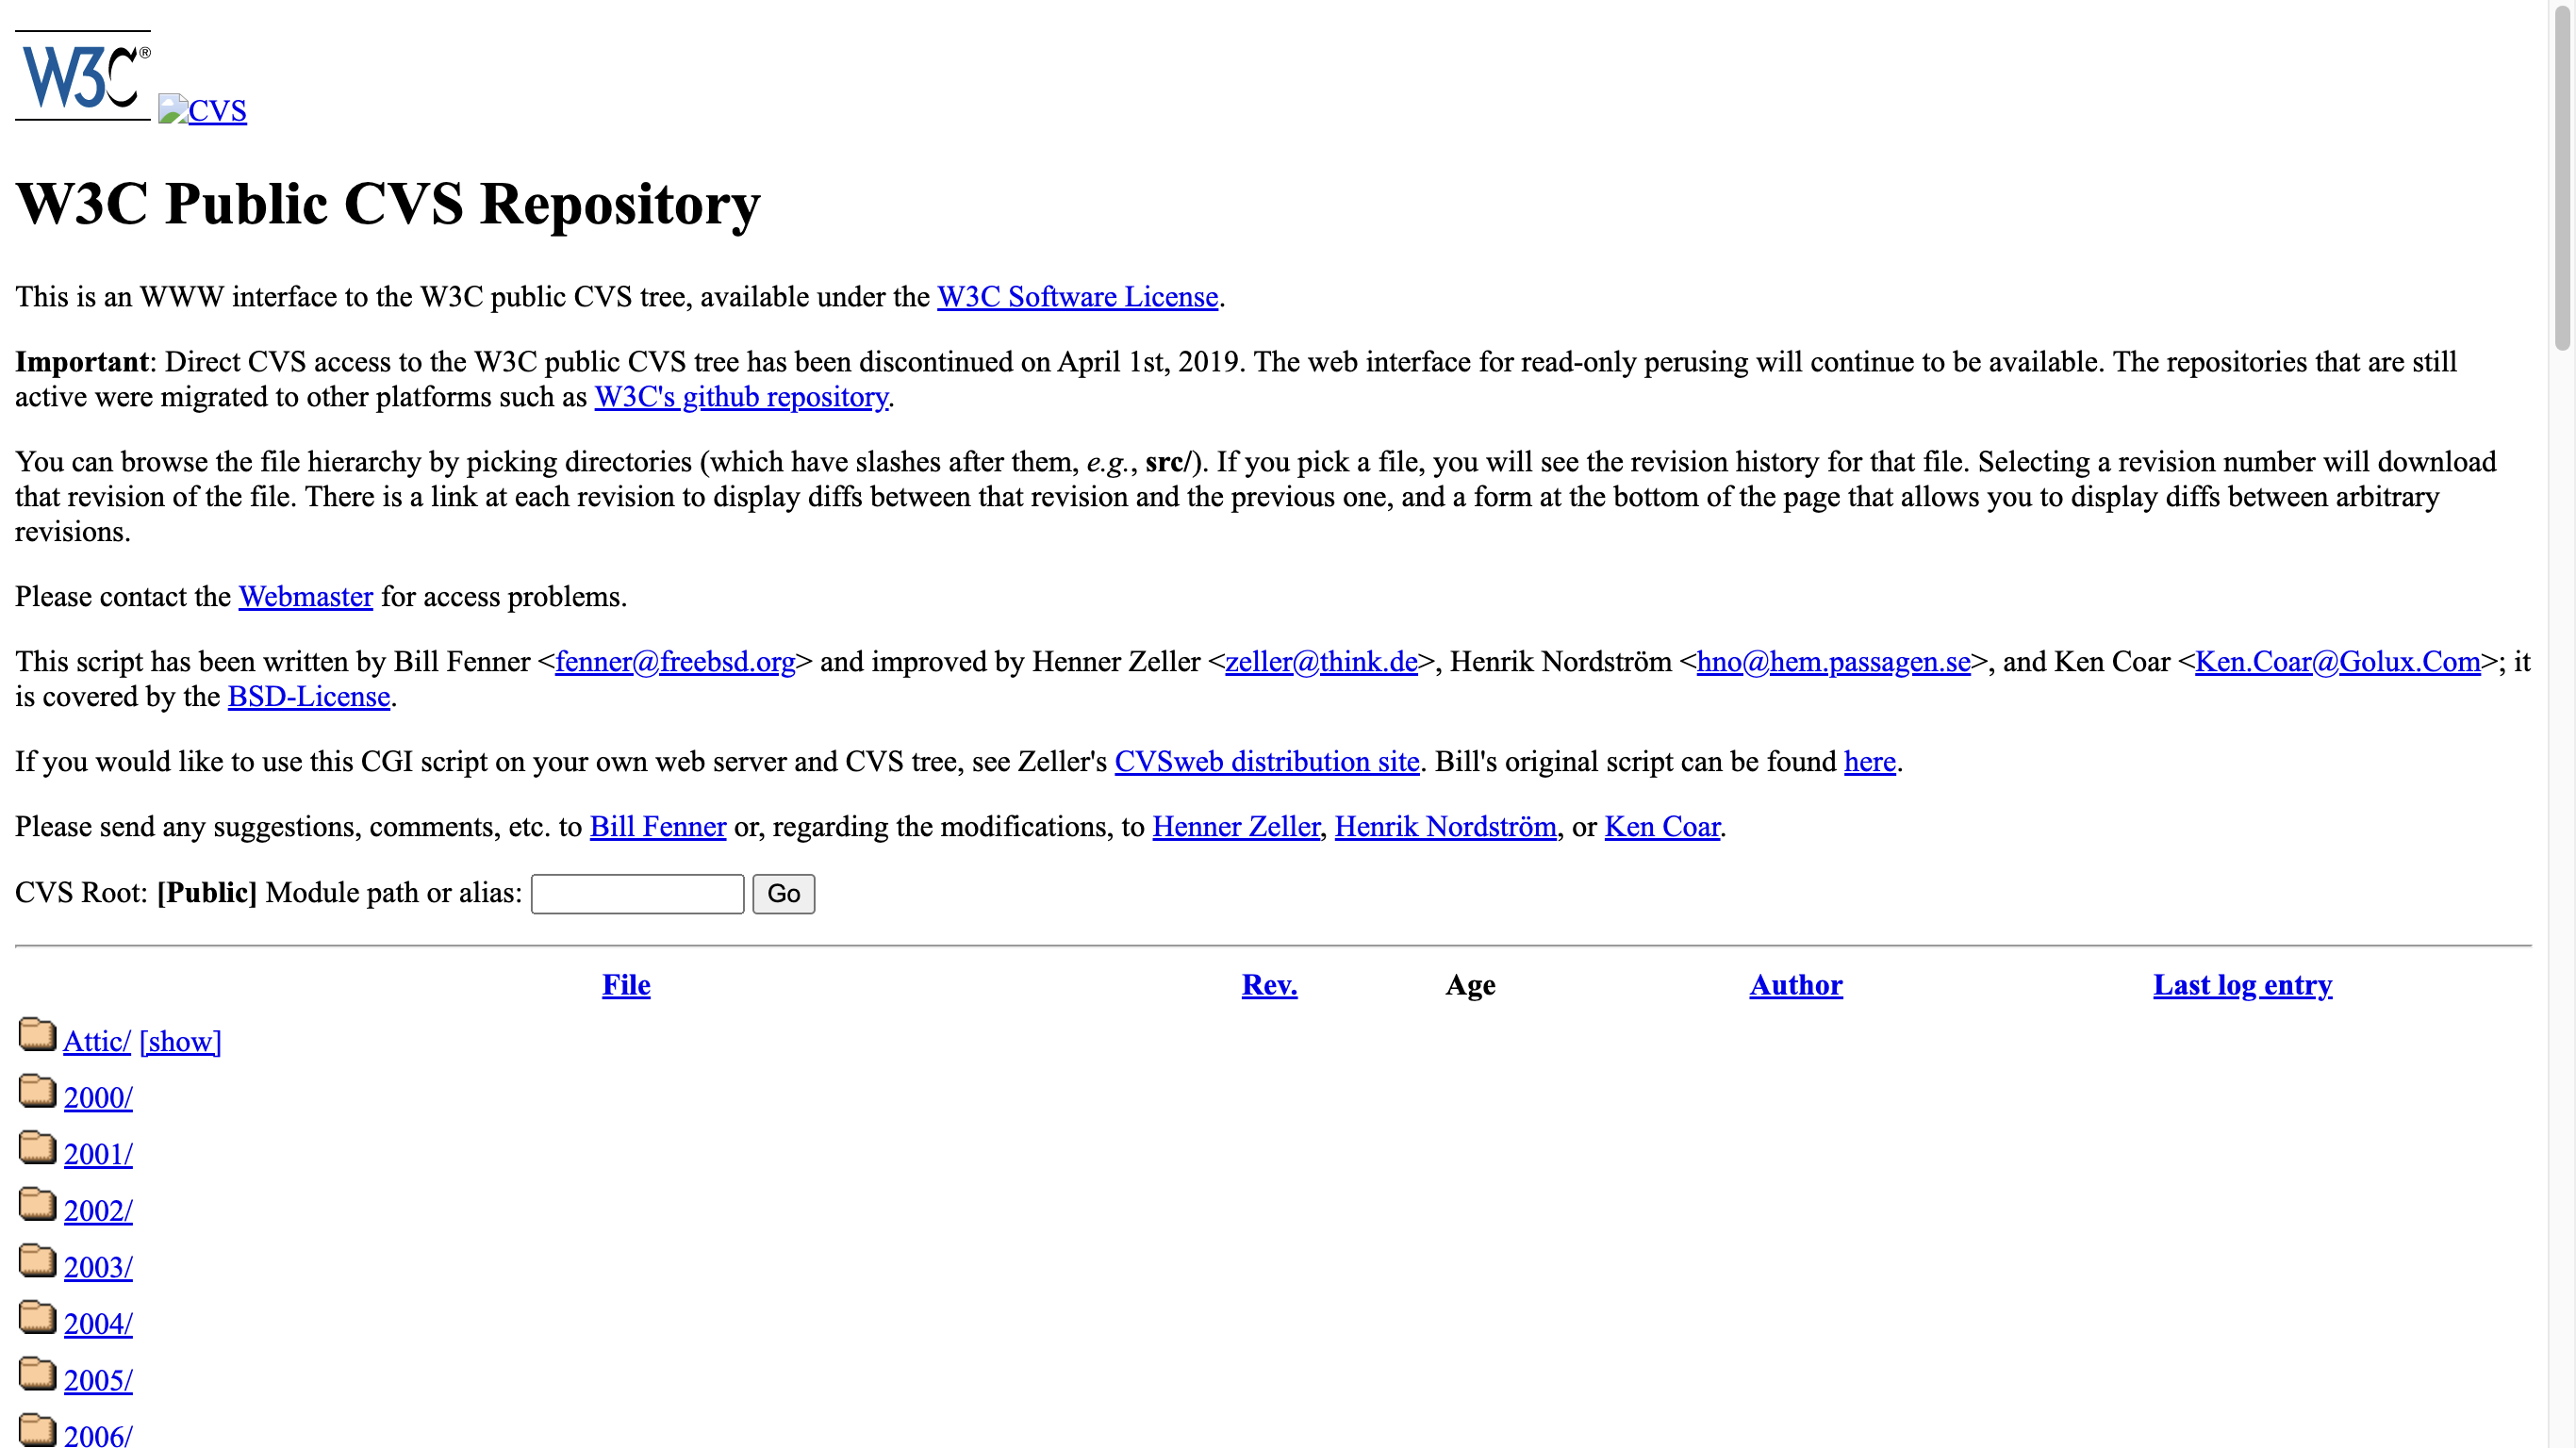 W3C®
CVS
W3C Public CVS Repository
This is an WWW interface to the W3C public CVS tree, available under the W3C Software License.
Important: Direct CVS access to the W3C public CVS tree has been discontinued on April 1st, 2019. The web interface for read-only perusing will continue to be available. The repositories that are still
active were migrated to other platforms such as W3C's github repository.
You can browse the file hierarchy by picking directories (which have slashes after them, e.g., src/). If you pick a file, you will see the revision history for that file. Selecting a revision number will download
that revision of the file. There is a link at each revision to display diffs between that revision and the previous one, and a form at the bottom of the page that allows you to display diffs between arbitrary
revisions.
Please contact the Webmaster for access problems.
This script has been written by Bill Fenner <fenner@freebsd.org> and improved by Henner Zeller <zeller@think.de>, Henrik Nordström <hno@hem.passagen.se>, and Ken Coar <Ken.Coar@Golux.Com>; it
is covered by the BSD-License.
If you would like to use this CGI script on your own web server and CVS tree, see Zeller's CVSweb distribution site. Bill's original script can be found here.
Please send any suggestions, comments, etc. to Bill Fenner or, regarding the modifications, to Henner Zeller, Henrik Nordström, or Ken Coar.
CVS Root: [Public] Module path or alias: Go
File Rev. Age Author Last log entry
Attic/ [show]
2000/
2001/
2002/
2003/
2004/
2005/
2006/